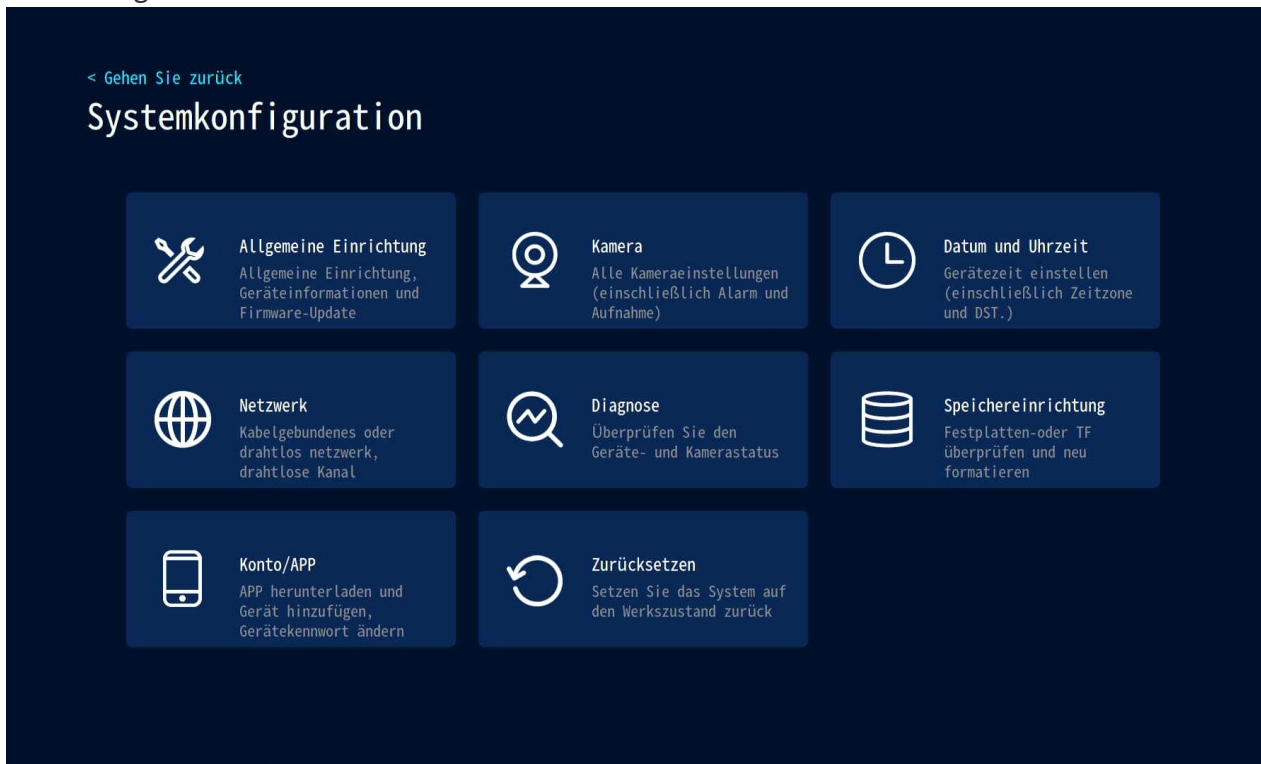 < Gehen Sie zurück
Systemkonfiguration
Allgemeine Einrichtung
Allgemeine Einrichtung,
Geräteinformationen und
Firmware-Update
Kamera
Alle Kameraeinstellungen
(einschließlich Alarm und
Aufnahme)
Datum und Uhrzeit
Gerätezeit einstellen
(einschließlich Zeitzone
und DST.)
Netzwerk
Kabelgebundenes oder
drahtlos netzwerk,
drahtlose Kanal
Diagnose
Überprüfen Sie den
Geräte- und Kamerastatus
Speichereinrichtung
Festplatten-oder TF
überprüfen und neu
formatieren
Konto/APP
APP herunterladen und
Gerät hinzufügen,
Gerätekennwort ändern
Zurücksetzen
Setzen Sie das System auf
den Werkszustand zurück